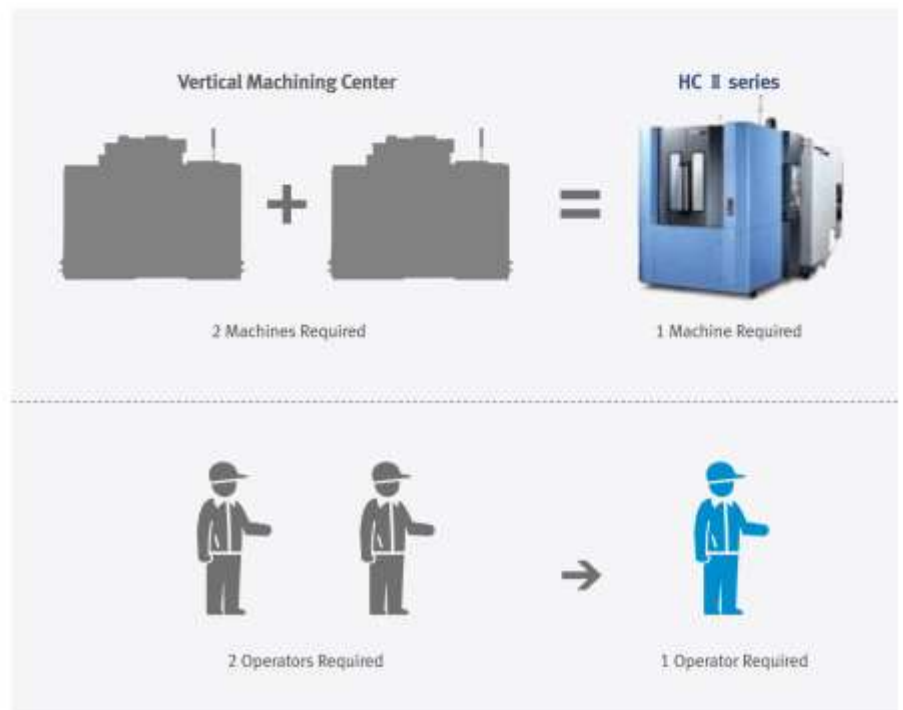 Vertical Machining Center
HC Ⅱ series
2 Machines Required
1 Machine Required
2 Operators Required
1 Operator Required